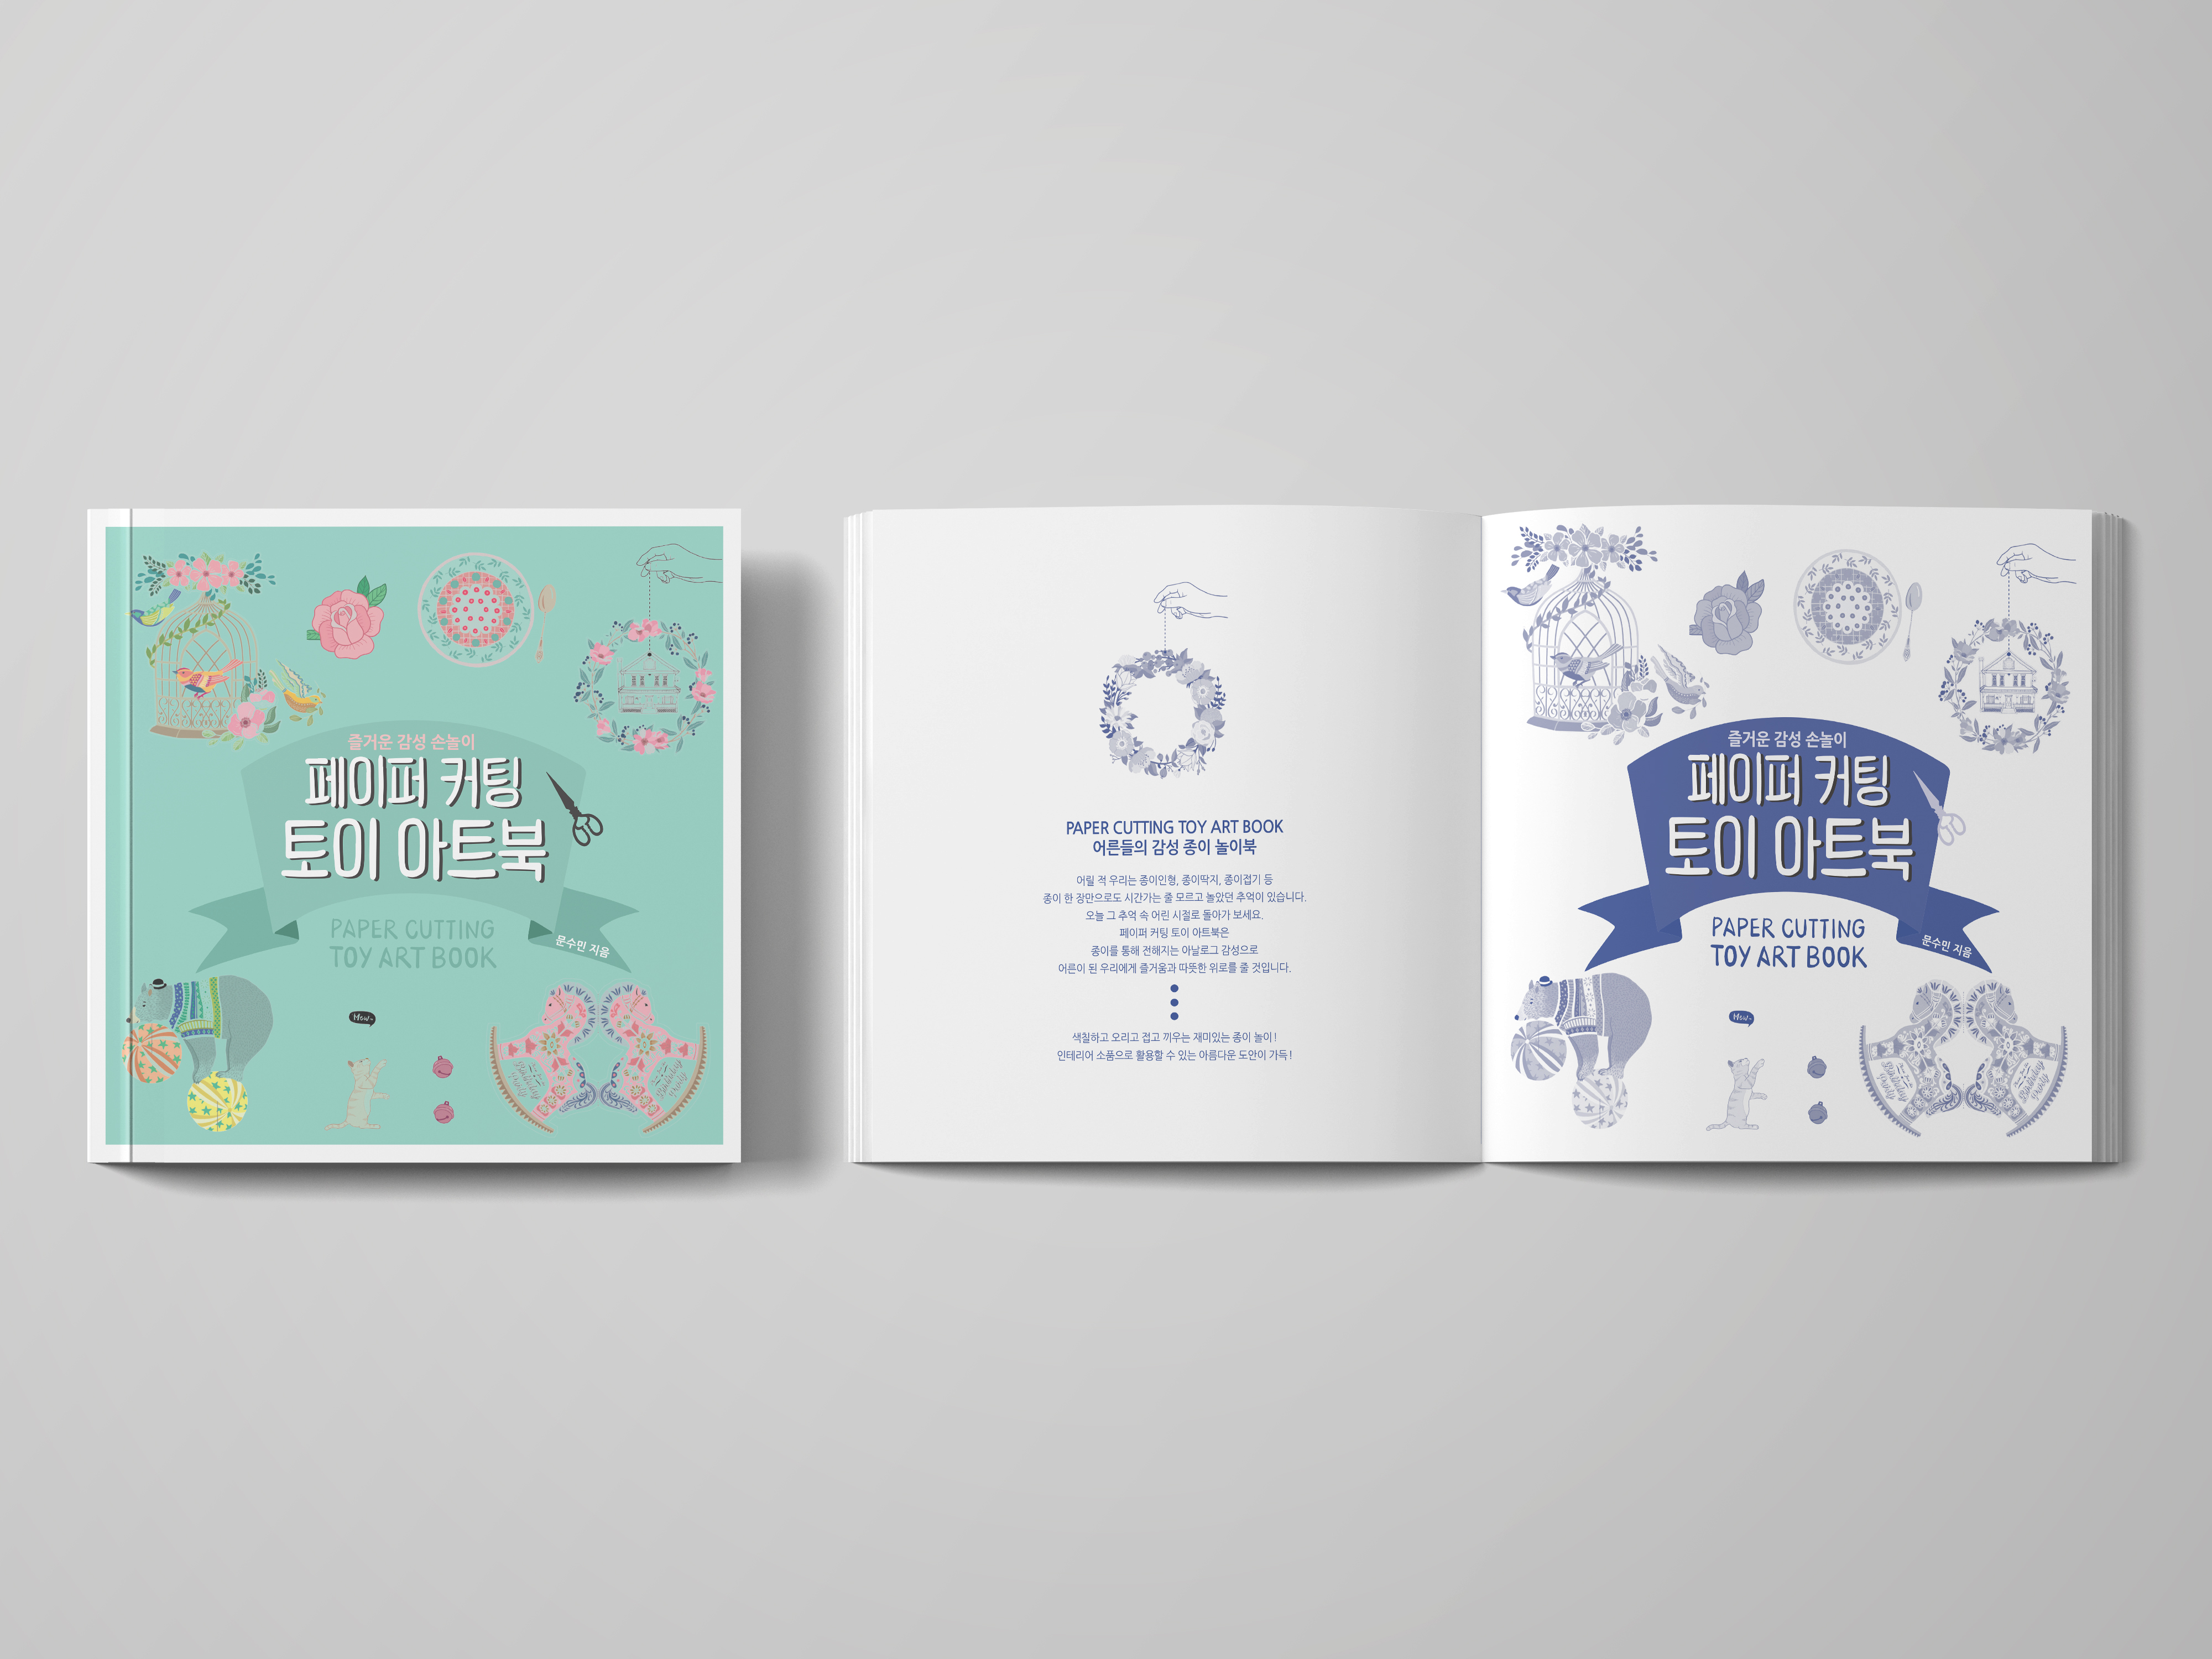 즐거운 감성 손놀이
페이퍼 커팅
토이 아트북
PAPER CUTTING
TOY ART BOOK
문수민 지음
PAPER CUTTING TOY ART BOOK
어른들의 감성 종이 놀이북
어릴 적 우리는 종이인형, 종이딱지, 종이접기 등
종이 한 장만으로도 시간가는 줄 모르고 놀았던 추억이 있습니다.
오늘 그 추억 속 어린 시절로 돌아가 보세요.
페이퍼 커팅 토이 아트북은
종이를 통해 전해지는 아날로그 감성으로
어른이 된 우리에게 즐거움과 따뜻한 위로를 줄 것입니다.
색칠하고 오리고 접고 끼우는 재미있는 종이 놀이!
인테리어 소품으로 활용할 수 있는 아름다운 도안이 가득!
즐거운 감성 손놀이
페이퍼 커팅
토이 아트북
PAPER CUTTING
TOY ART BOOK
문수민 지음